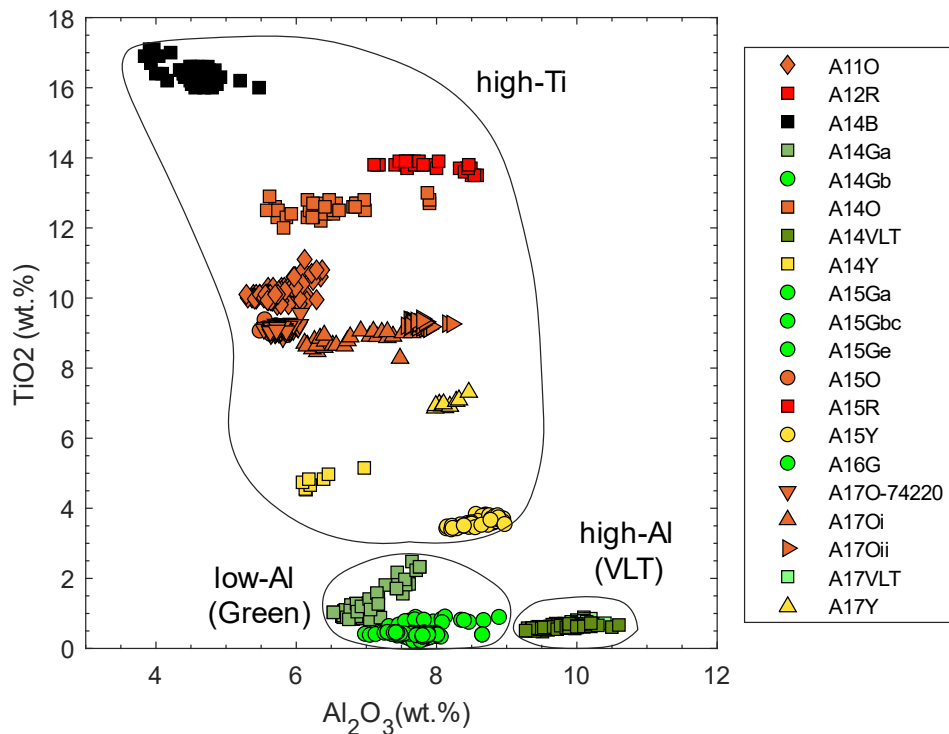 18
16
14
12
10
8
6
4
2
0
TiO2 (wt.%)
4
6
8
10
12
Al2O3(wt.%)
high-Ti
high-Al
(VLT)
low-Al
(Green)
A11O
A12R
A14B
A14Ga
A14Gb
A14O
A14VLT
A14Y
A15Ga
A15Gbc
A15Ge
A15O
A15R
A15Y
A16G
A17O-74220
A17Oi
A17Oii
A17VLT
A17Y